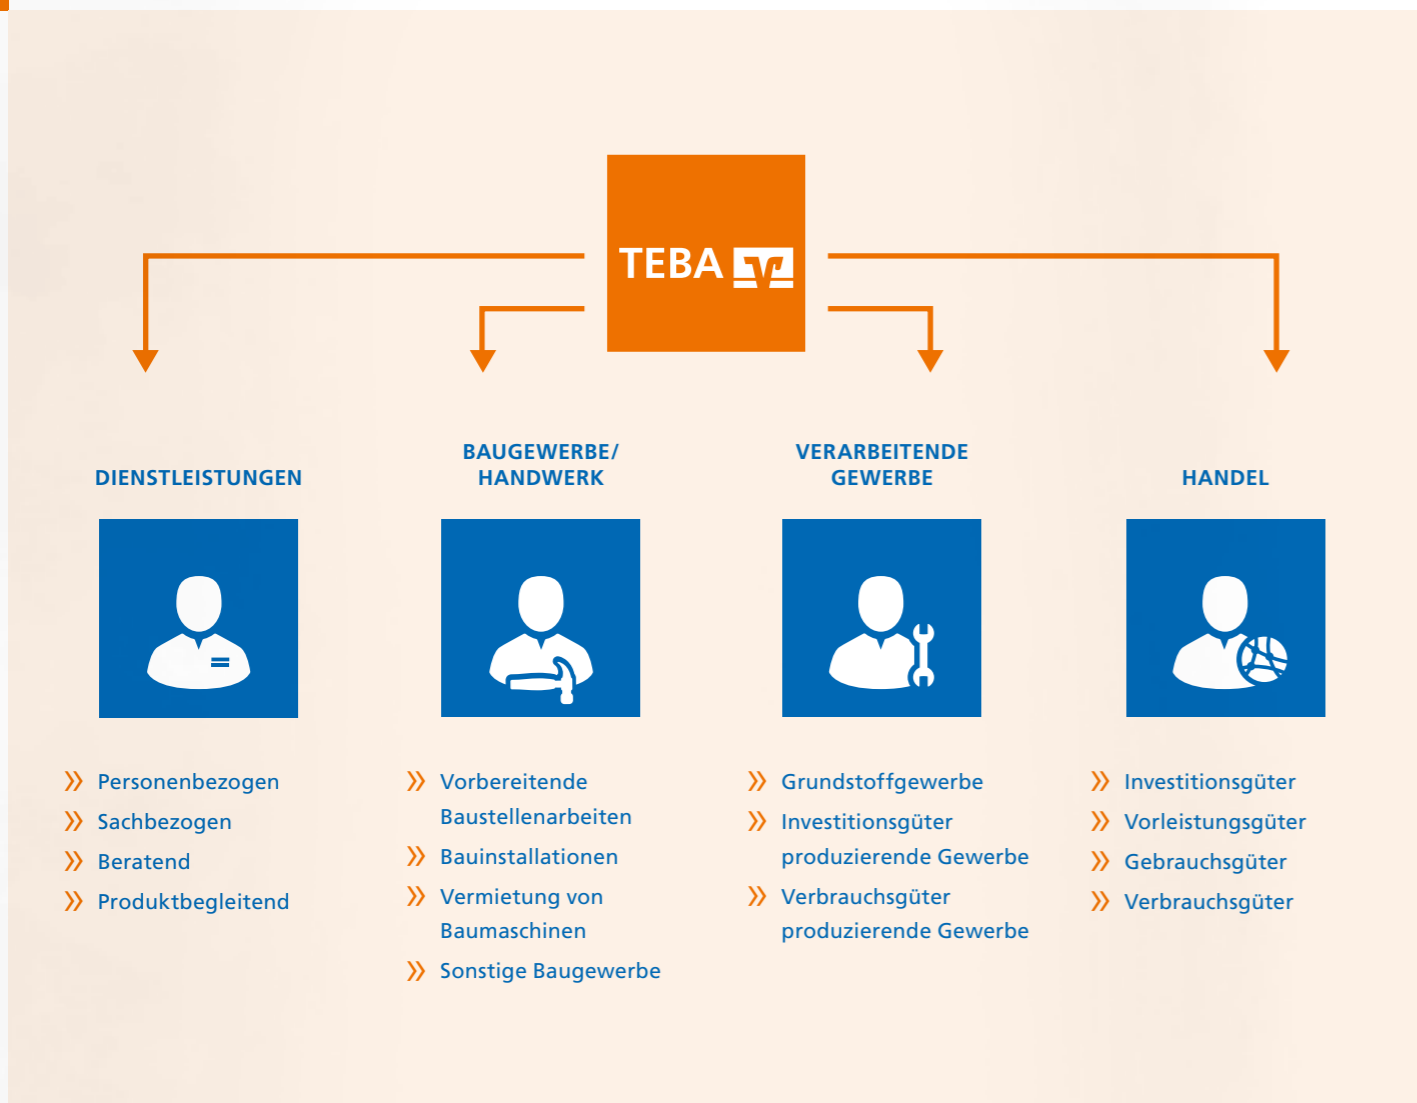 TEBA
DIENSTLEISTUNGEN
Personenbezogen
Sachbezogen
Beratend
Produktbegleitend
BAUGEWERBE/
HANDWERK
Vorbereitende
Baustellenarbeiten
Bauinstallationen
Vermietung von
Baumaschinen
Sonstige Baugewerbe
VERARBEITENDE
GEWERBE
Grundstoffgewerbe
Investitionsgüter
produzierende Gewerbe
Verbrauchsgüter
produzierende Gewerbe
HANDEL
Investitionsgüter
Vorleistungsgüter
Gebrauchsgüter
Verbrauchsgüter